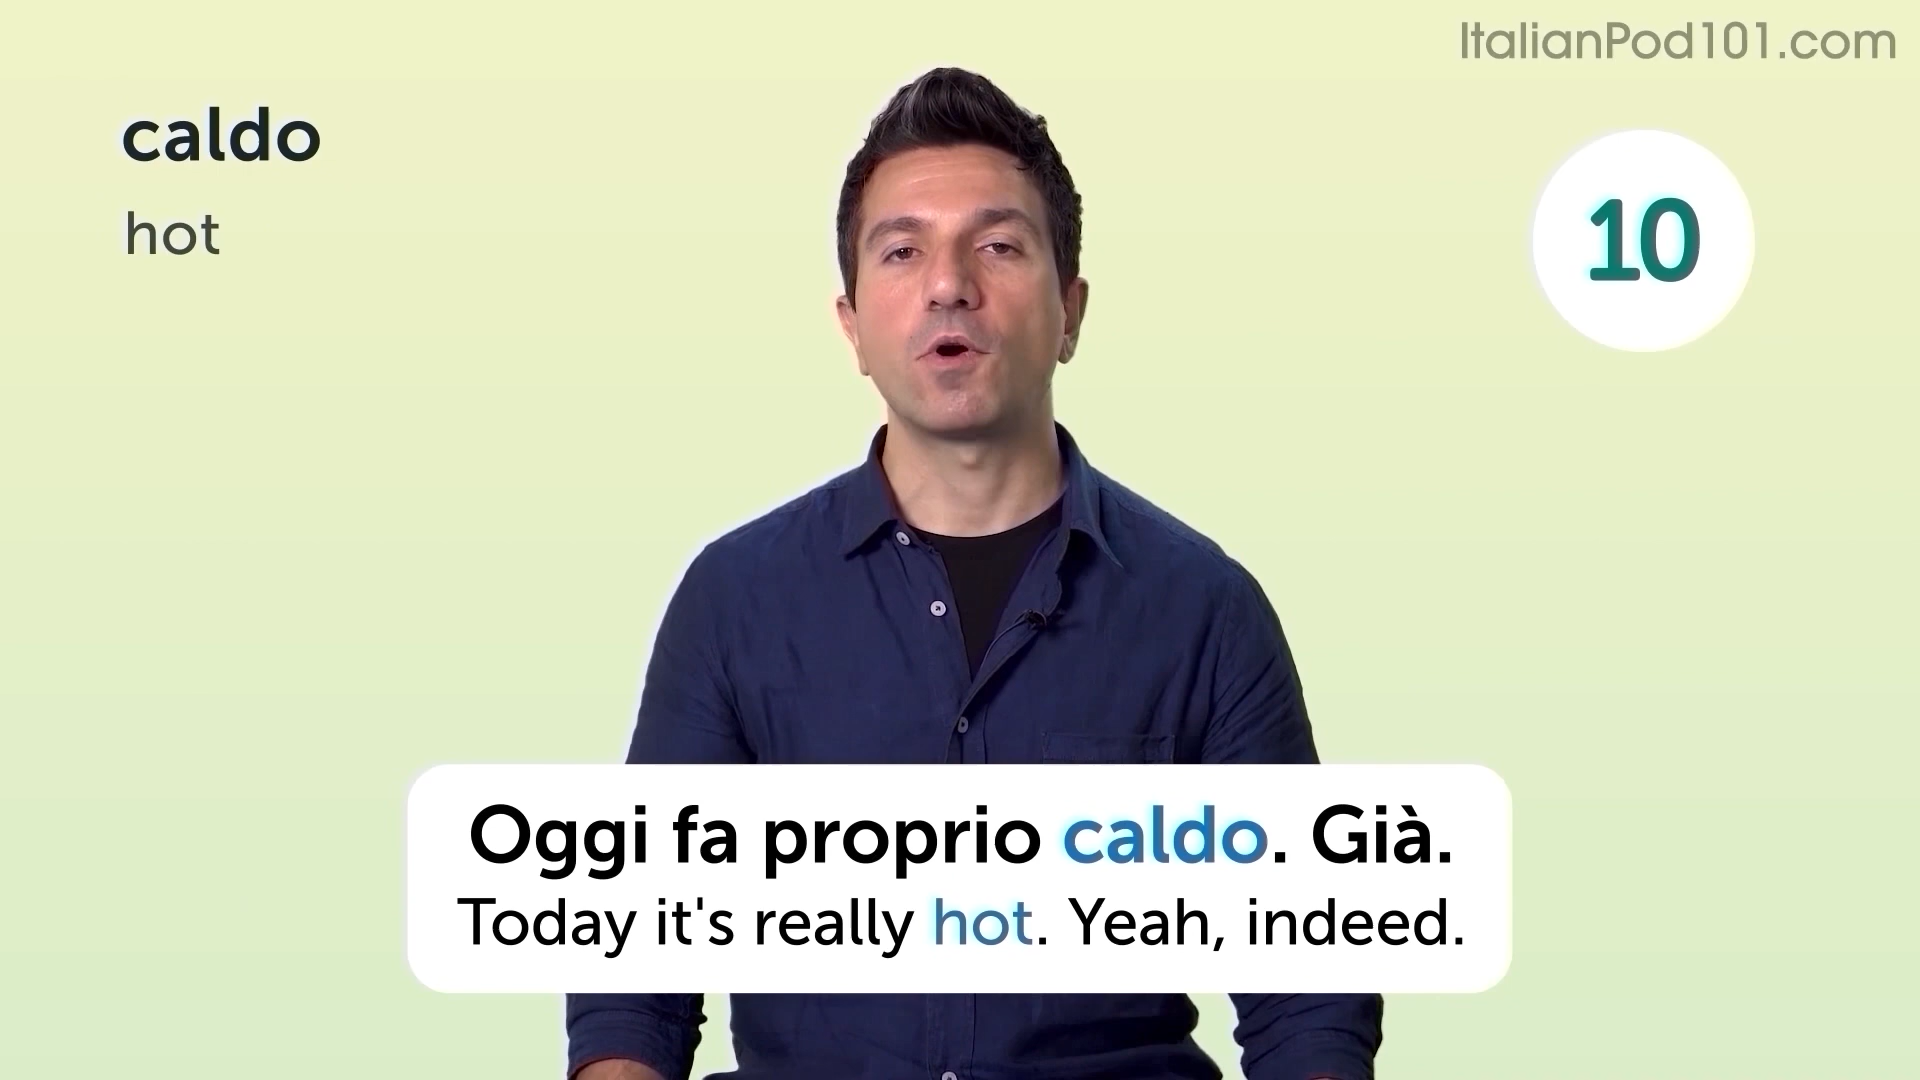 ItalianPod101.com
caldo
hot
10
Oggi fa proprio caldo. Già.
Today it's really hot. Yeah, indeed.